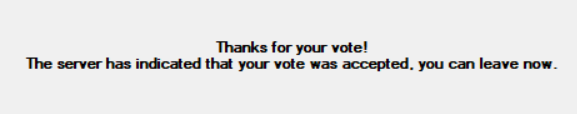 Thanks for your vote!
The server has indicated that your vote was accepted, you can leave now.